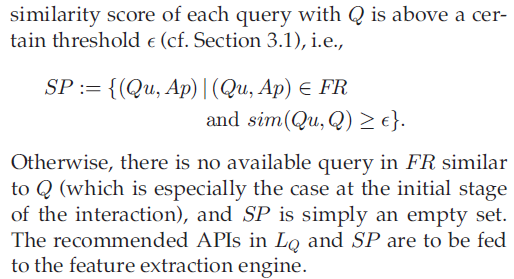 similarity score of each query with Q is above a cer-
tain threshold ϵ (cf. Section 3.1), i.e.,
SP := {(Qu, Ap) | (Qu, Ap) ∈ FR
and sim(Qu, Q) ≥ ϵ}.
Otherwise, there is no available query in FR similar
to Q (which is especially the case at the initial stage
of the interaction), and SP is simply an empty set.
The recommended APIs in L_Q and SP are to be fed
to the feature extraction engine.